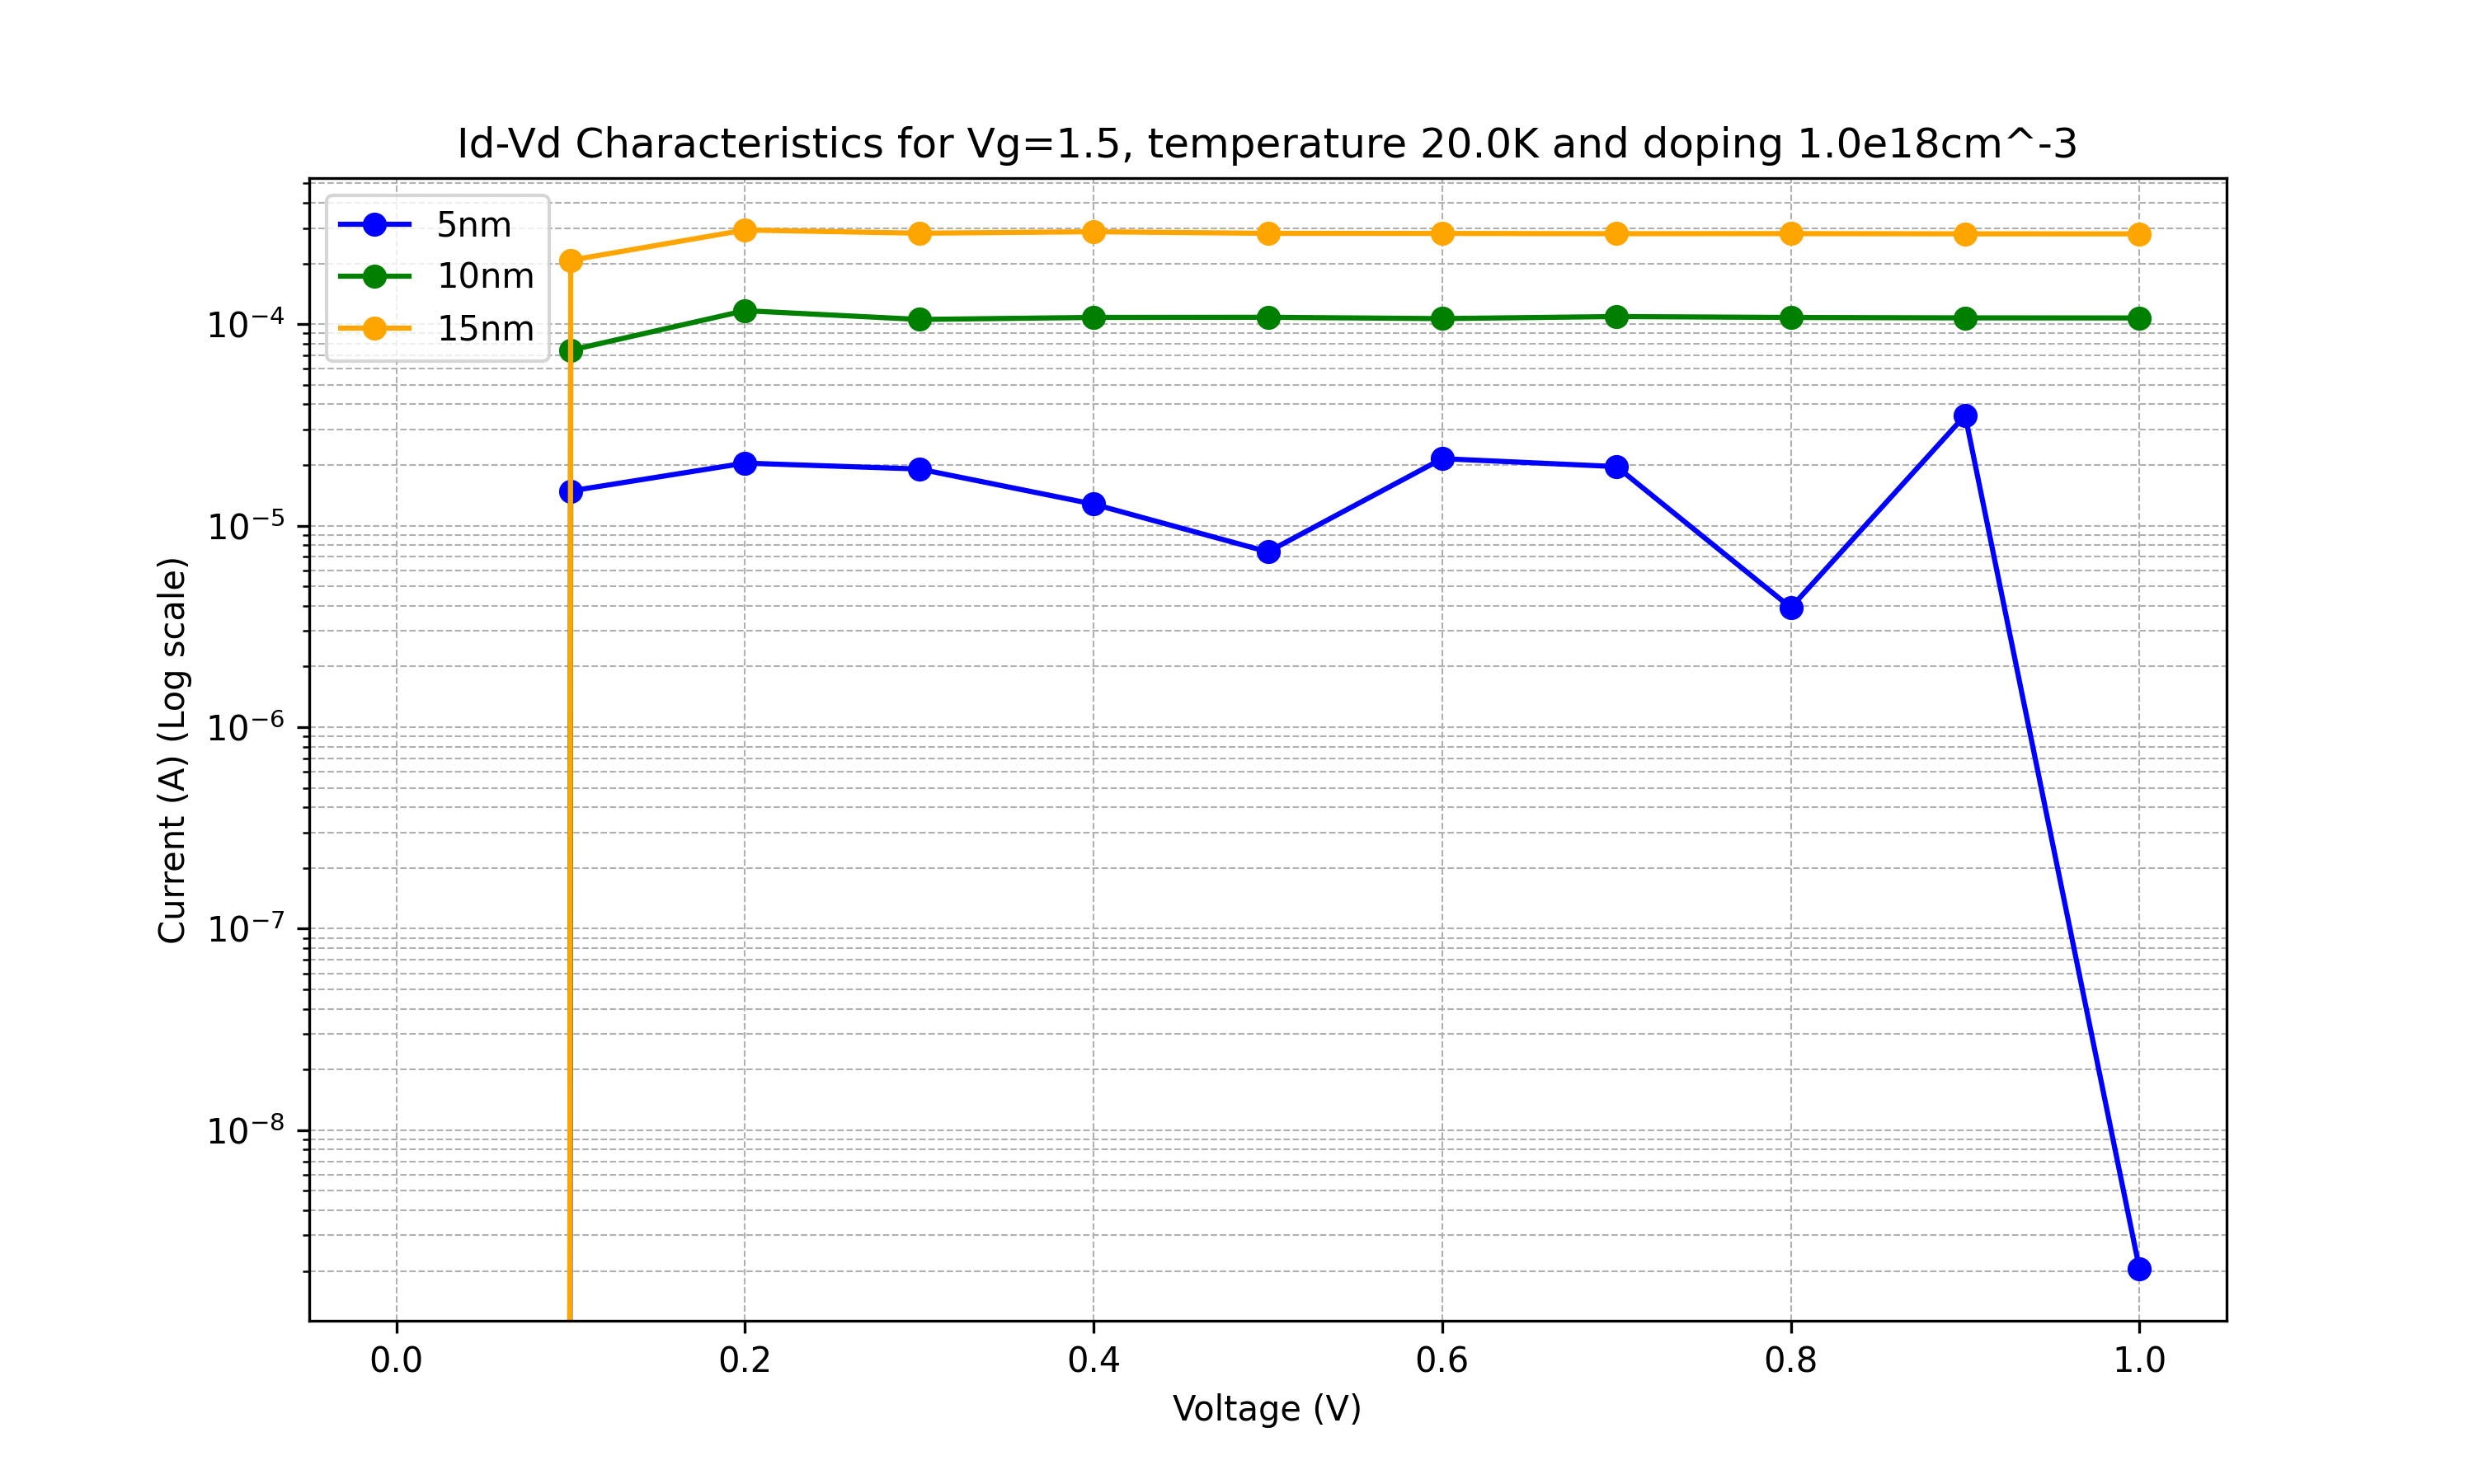 Id-Vd Characteristics for Vg=1.5, temperature 20.0K and doping 1.0e18cm^-3
5nm
10nm
15nm
10⁻⁴
10⁻⁵
10⁻⁶
10⁻⁷
10⁻⁸
Current (A) (Log scale)
0.0 0.2 0.4 0.6 0.8 1.0
Voltage (V)